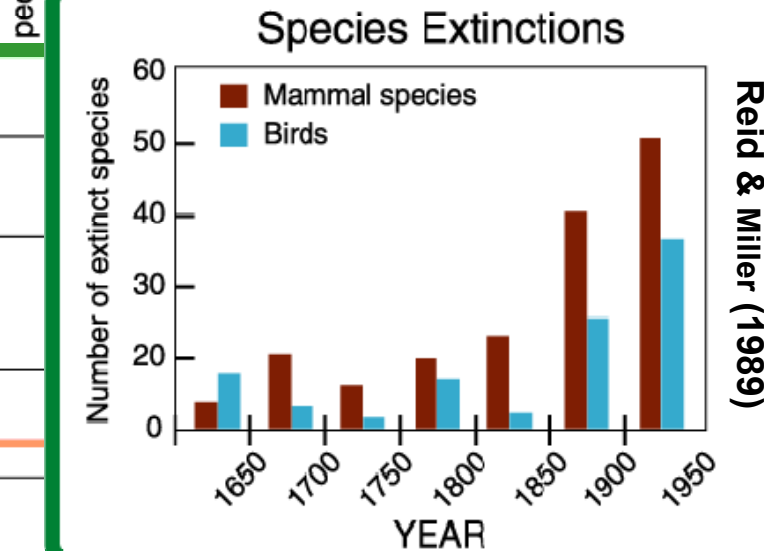 pee
Species Extinctions
Number of extinct species
60
50
40
30
20
0
Mammal species
Birds
1650
1700
1750
1800
1850
1900
1950
YEAR
Reid & Miller (1989)